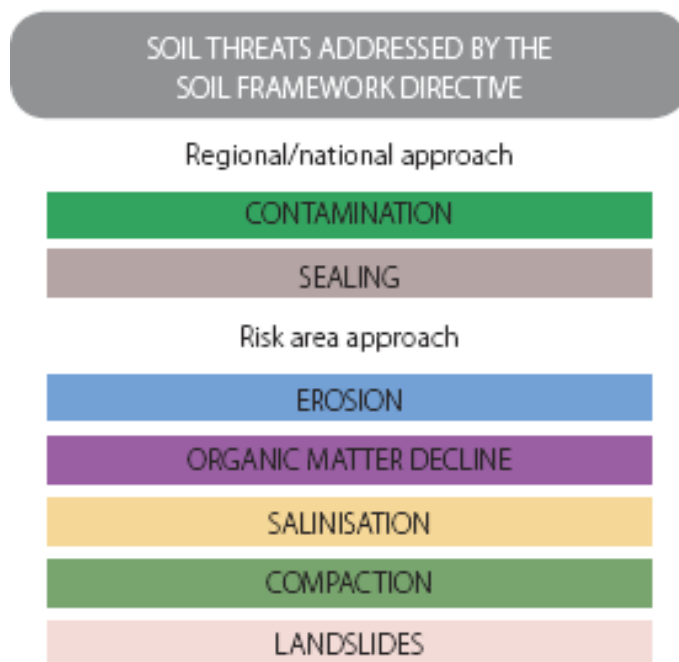 SOIL THREATS ADDRESSED BY THE
SOIL FRAMEWORK DIRECTIVE
Regional/national approach
CONTAMINATION
SEALING
Risk area approach
EROSION
ORGANIC MATTER DECLINE
SALINISATION
COMPACTION
LANDSLIDES